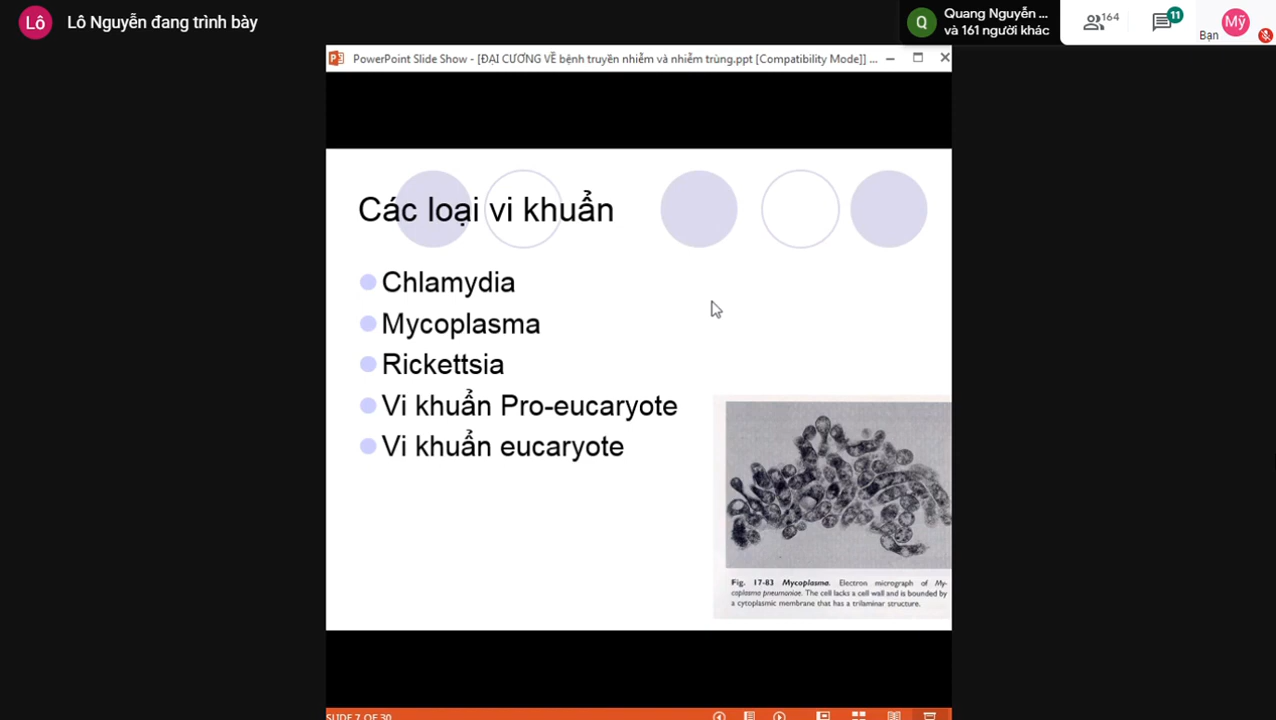 Lô
Lô Nguyễn đang trình bày
Q
Quang Nguyễn ...
và 161 người khác
164
11
Mỹ
Bạn
PowerPoint Slide Show - [ĐẠI CƯƠNG VỀ bệnh truyền nhiễm và nhiễm trùng.ppt [Compatibility Mode]] ...
Các loại vi khuẩn
Chlamydia
Mycoplasma
Rickettsia
Vi khuẩn Pro-eucaryote
Vi khuẩn eucaryote
Fig. 17-83 Mycoplasma. Electron micrograph of My-
coplasma pneumoniae. The cell lacks a cell wall and is bounded by
a cytoplasmic membrane that has a trilaminar structure.
SLIDE 7 OF 30